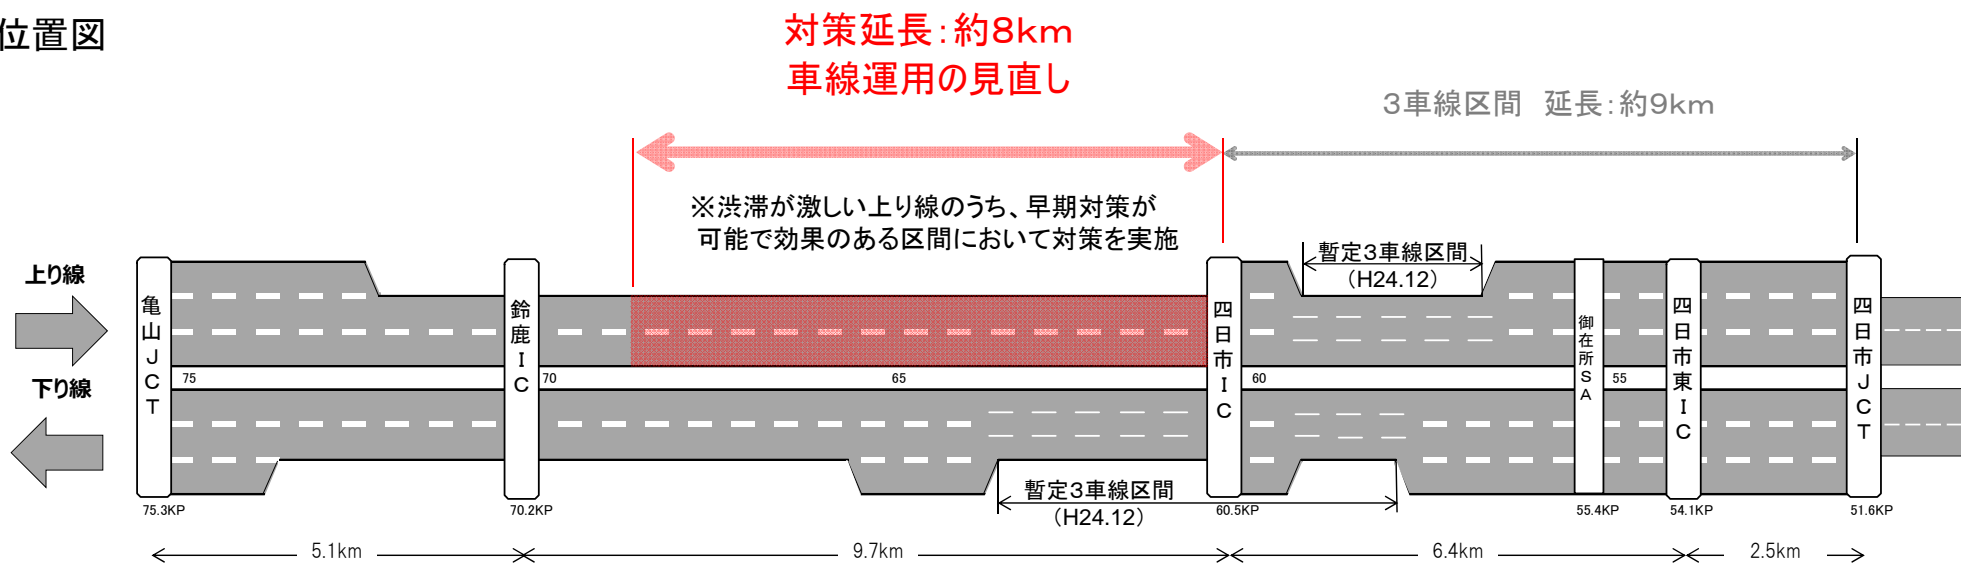 位置図
対策延長：約8km
車線運用の見直し
3車線区間　延長：約9km
※渋滞が激しい上り線のうち、早期対策が
可能で効果のある区間において対策を実施
暫定3車線区間
（H24.12）
上り線
下り線
亀山JCT
鈴鹿IC
四日市IC
御在所SA
四日市東IC
四日市JCT
75
70
65
60
55
暫定3車線区間
（H24.12）
75.3KP
70.2KP
60.5KP
55.4KP
54.1KP
51.6KP
5.1km
9.7km
6.4km
2.5km